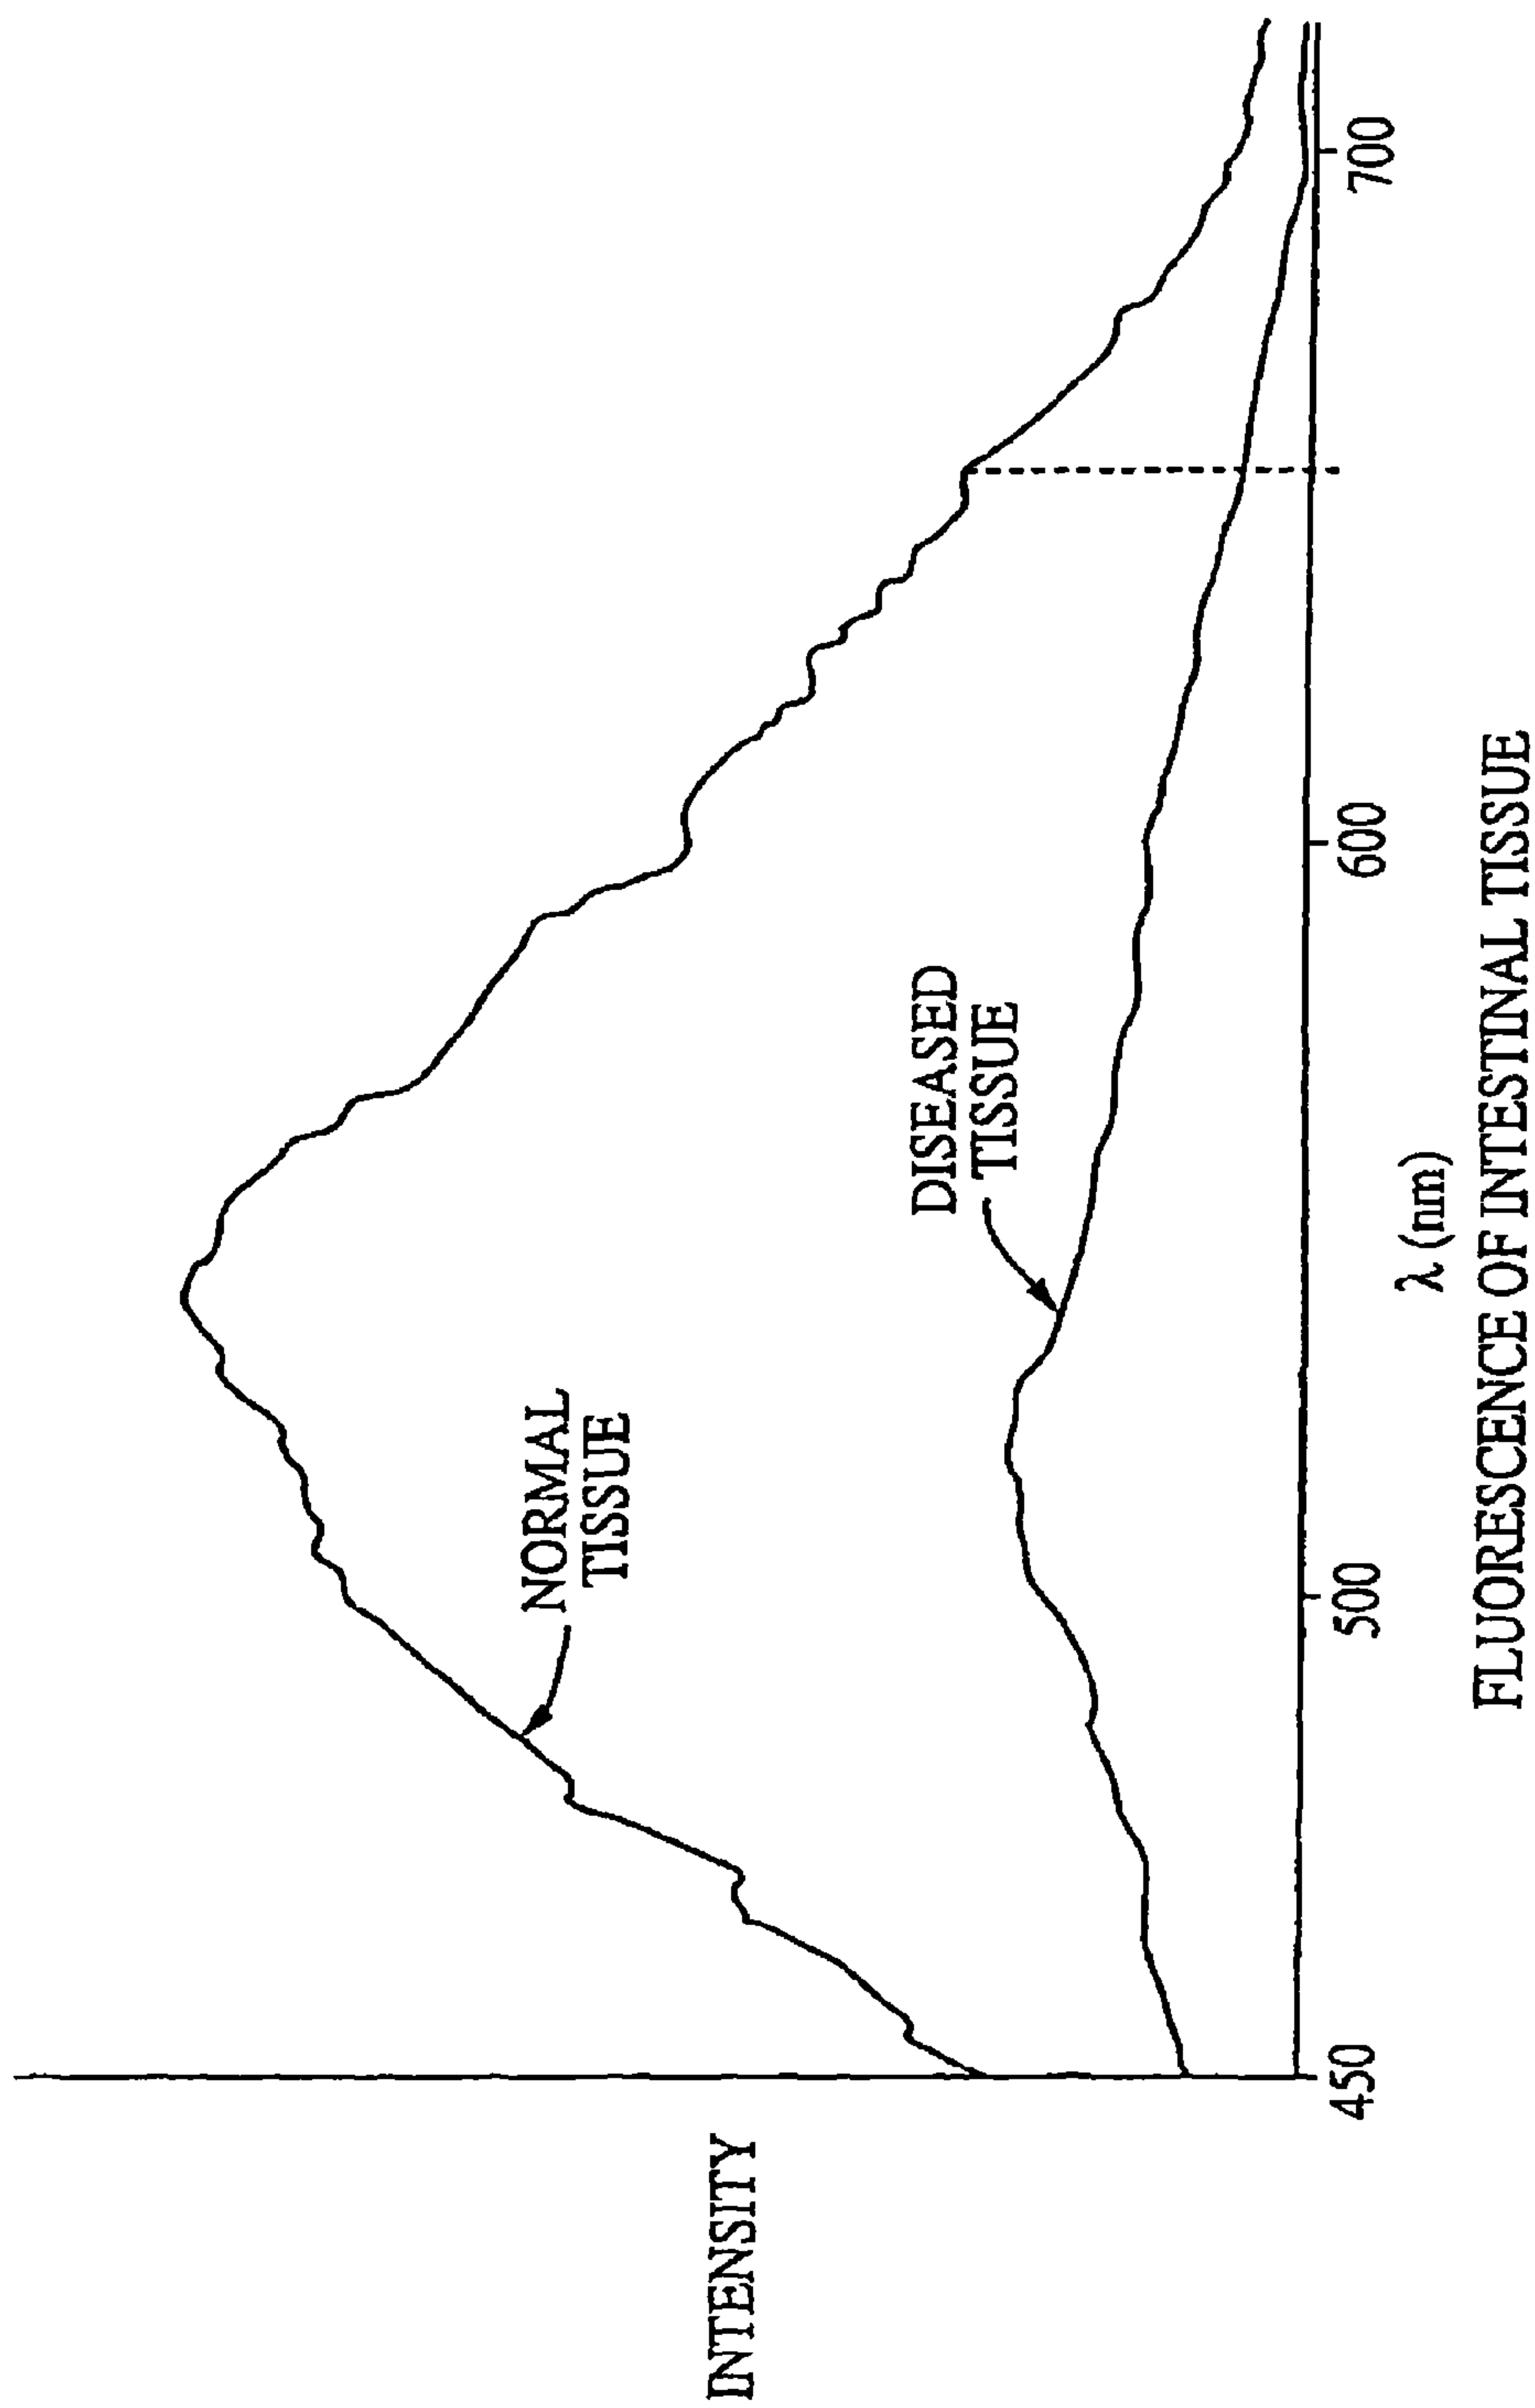 INTENSITY
NORMAL
TISSUE
DISEASED
TISSUE
450
500
600
700
λ (nm)
FLUORESCENCE OF INTESTINAL TISSUE